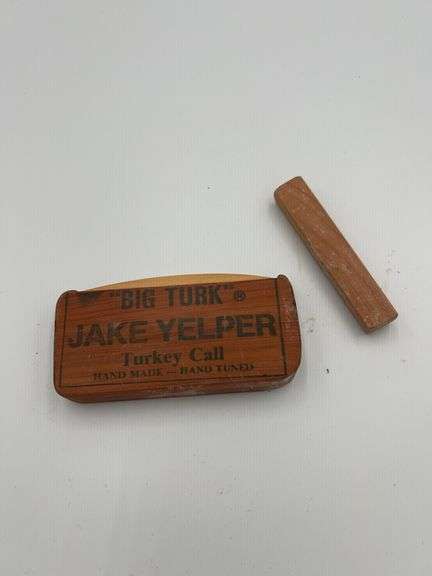 "BIG TURK"®
JAKE YELPER
Turkey Call
HAND MADE — HAND TUNED